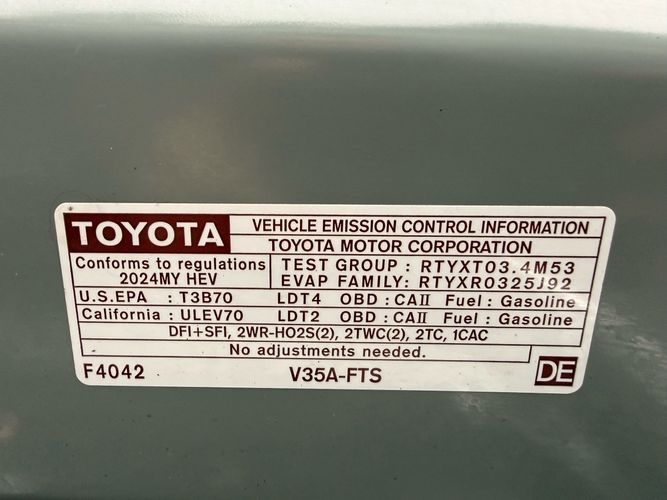 TOYOTA
VEHICLE EMISSION CONTROL INFORMATION
TOYOTA MOTOR CORPORATION
Conforms to regulations
2024MY HEV
TEST GROUP : RTYXT03.4M53
EVAP FAMILY: RTYXR0325J92
U.S.EPA : T3B70 LDT4 OBD : CAII Fuel : Gasoline
California : ULEV70 LDT2 OBD : CAII Fuel : Gasoline
DFI+SFI, 2WR-HO2S(2), 2TWC(2), 2TC, 1CAC
No adjustments needed.
F4042 V35A-FTS DE